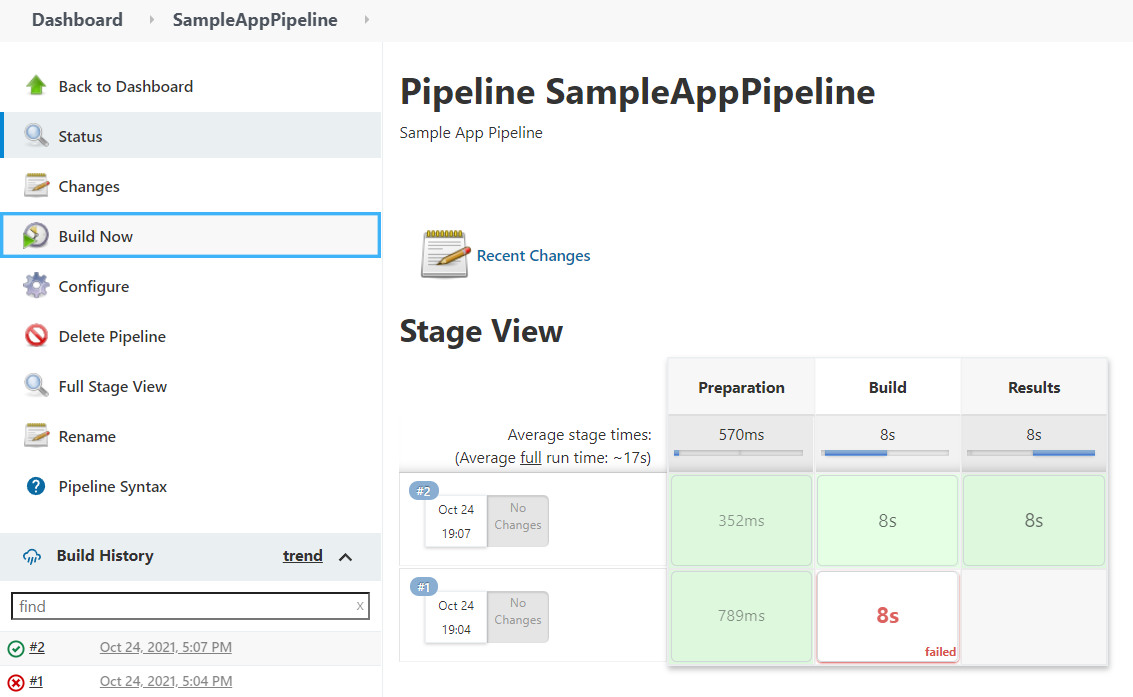 Dashboard SampleAppPipeline
Back to Dashboard
Status
Changes
Build Now
Configure
Delete Pipeline
Full Stage View
Rename
Pipeline Syntax
Build History trend
find x
#2 Oct 24, 2021, 5:07 PM
#1 Oct 24, 2021, 5:04 PM
Pipeline SampleAppPipeline
Sample App Pipeline
Recent Changes
Stage View
Preparation Build Results
Average stage times: 570ms 8s 8s
(Average full run time: ~17s)
#2
Oct 24 No
19:07 Changes
352ms 8s 8s
#1
Oct 24 No
19:04 Changes
789ms 8s
failed